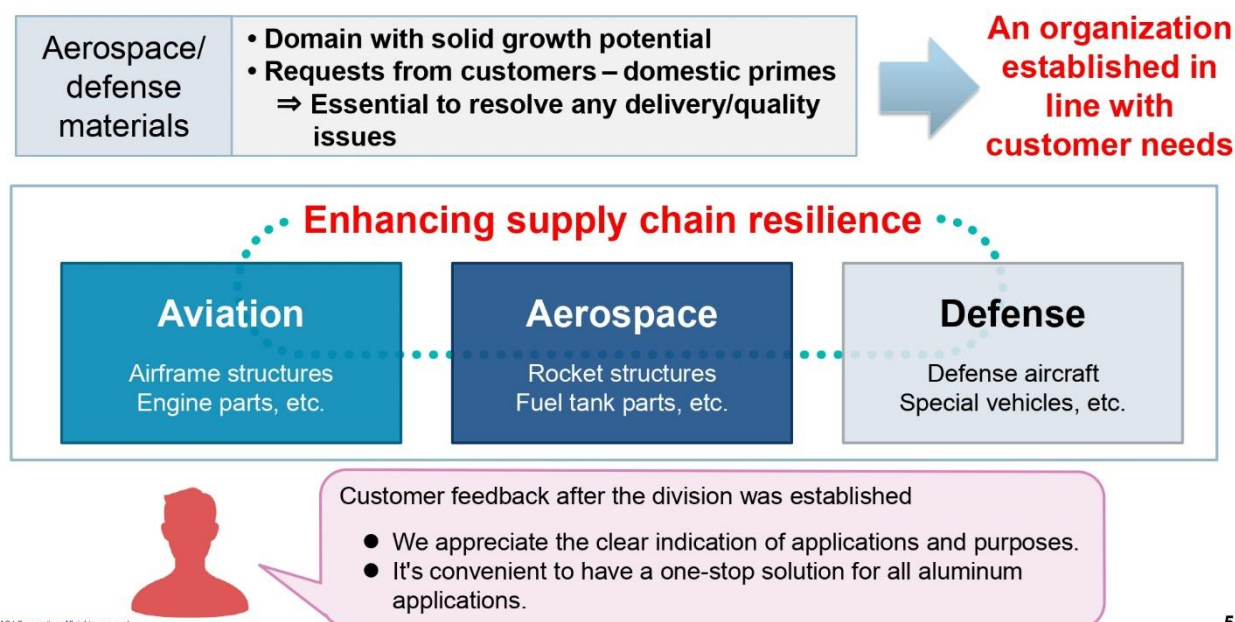 Aerospace/
defense
materials
• Domain with solid growth potential
• Requests from customers – domestic primes
⇒ Essential to resolve any delivery/quality
issues
An organization
established in
line with
customer needs
Enhancing supply chain resilience
Aviation
Airframe structures
Engine parts, etc.
Aerospace
Rocket structures
Fuel tank parts, etc.
Defense
Defense aircraft
Special vehicles, etc.
Customer feedback after the division was established
● We appreciate the clear indication of applications and purposes.
● It's convenient to have a one-stop solution for all aluminum
applications.
5